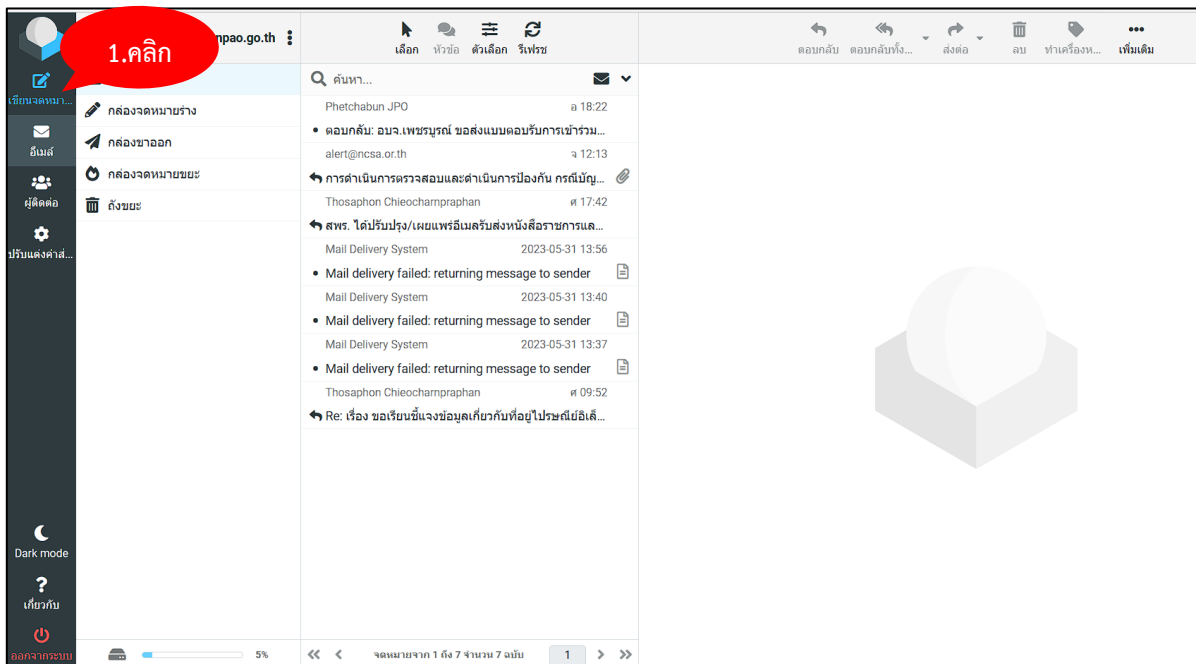 1.คลิก
npao.go.th
เขียนจดหมา...
อีเมล์
ผู้ติดต่อ
ปรับแต่งค่าส่...
Dark mode
เกี่ยวกับ
ออกจากระบบ
กล่องจดหมายร่าง
กล่องขาออก
กล่องจดหมายขยะ
ถังขยะ
5%
เลือก หัวข้อ ตัวเลือก รีเฟรช
ค้นหา...
Phetchabun JPO อ 18:22
ตอบกลับ: อบจ.เพชรบูรณ์ ขอส่งแบบตอบรับการเข้าร่วม...
alert@ncsa.or.th จ 12:13
การดำเนินการตรวจสอบและดำเนินการป้องกัน กรณีบัญ...
Thosaphon Chieocharnpraphan ศ 17:42
สพร. ได้ปรับปรุง/เผยแพร่อีเมลรับส่งหนังสือราชการแล...
Mail Delivery System 2023-05-31 13:56
Mail delivery failed: returning message to sender
Mail Delivery System 2023-05-31 13:40
Mail delivery failed: returning message to sender
Mail Delivery System 2023-05-31 13:37
Mail delivery failed: returning message to sender
Thosaphon Chieocharnpraphan ศ 09:52
Re: เรื่อง ขอเรียนชี้แจงข้อมูลเกี่ยวกับที่อยู่ไปรษณีย์อิเล็...
จดหมายจาก 1 ถึง 7 จำนวน 7 ฉบับ 1
ตอบกลับ ตอบกลับทั้ง... ส่งต่อ ลบ ทำเครื่องห... เพิ่มเติม